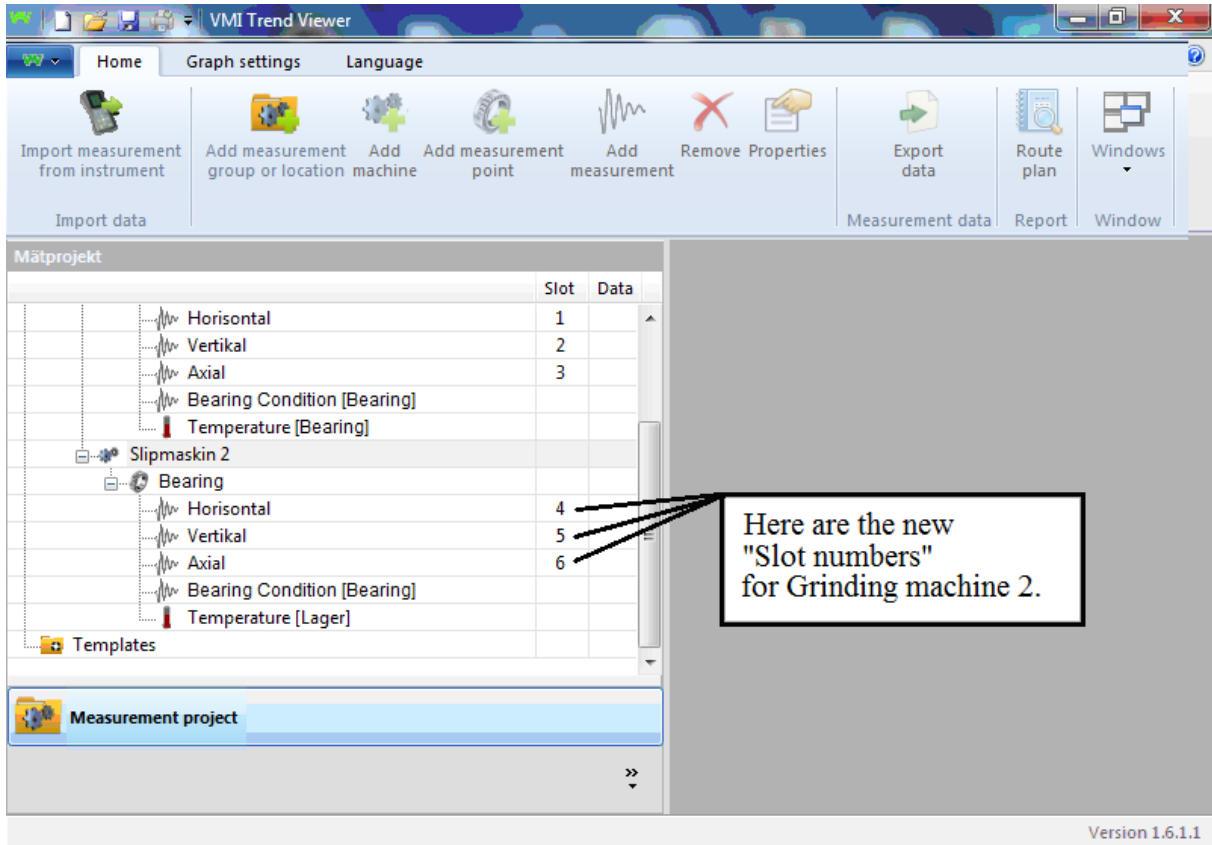 VMI Trend Viewer
Home Graph settings Language
Import measurement from instrument
Add measurement group or location
Add machine
Add measurement point
Add measurement
Remove
Properties
Export data
Route plan
Windows
Import data
Measurement data
Report
Window
Mätprojekt
Slot Data
Horisontal 1
Vertikal 2
Axial 3
Bearing Condition [Bearing]
Temperature [Bearing]
Slipmaskin 2
Bearing
Horisontal 4
Vertikal 5
Axial 6
Bearing Condition [Bearing]
Temperature [Lager]
Templates
Here are the new
"Slot numbers"
for Grinding machine 2.
Measurement project
Version 1.6.1.1